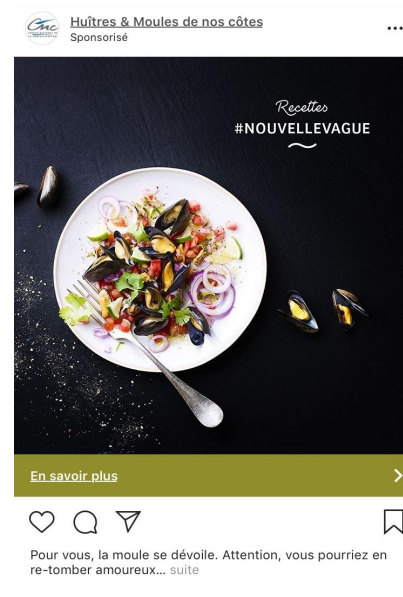 Cnc
Huîtres & Moules de nos côtes
Sponsorisé
Recettes
#NOUVELLEVAGUE
En savoir plus
Pour vous, la moule se dévoile. Attention, vous pourriez en
re-tomber amoureux... suite